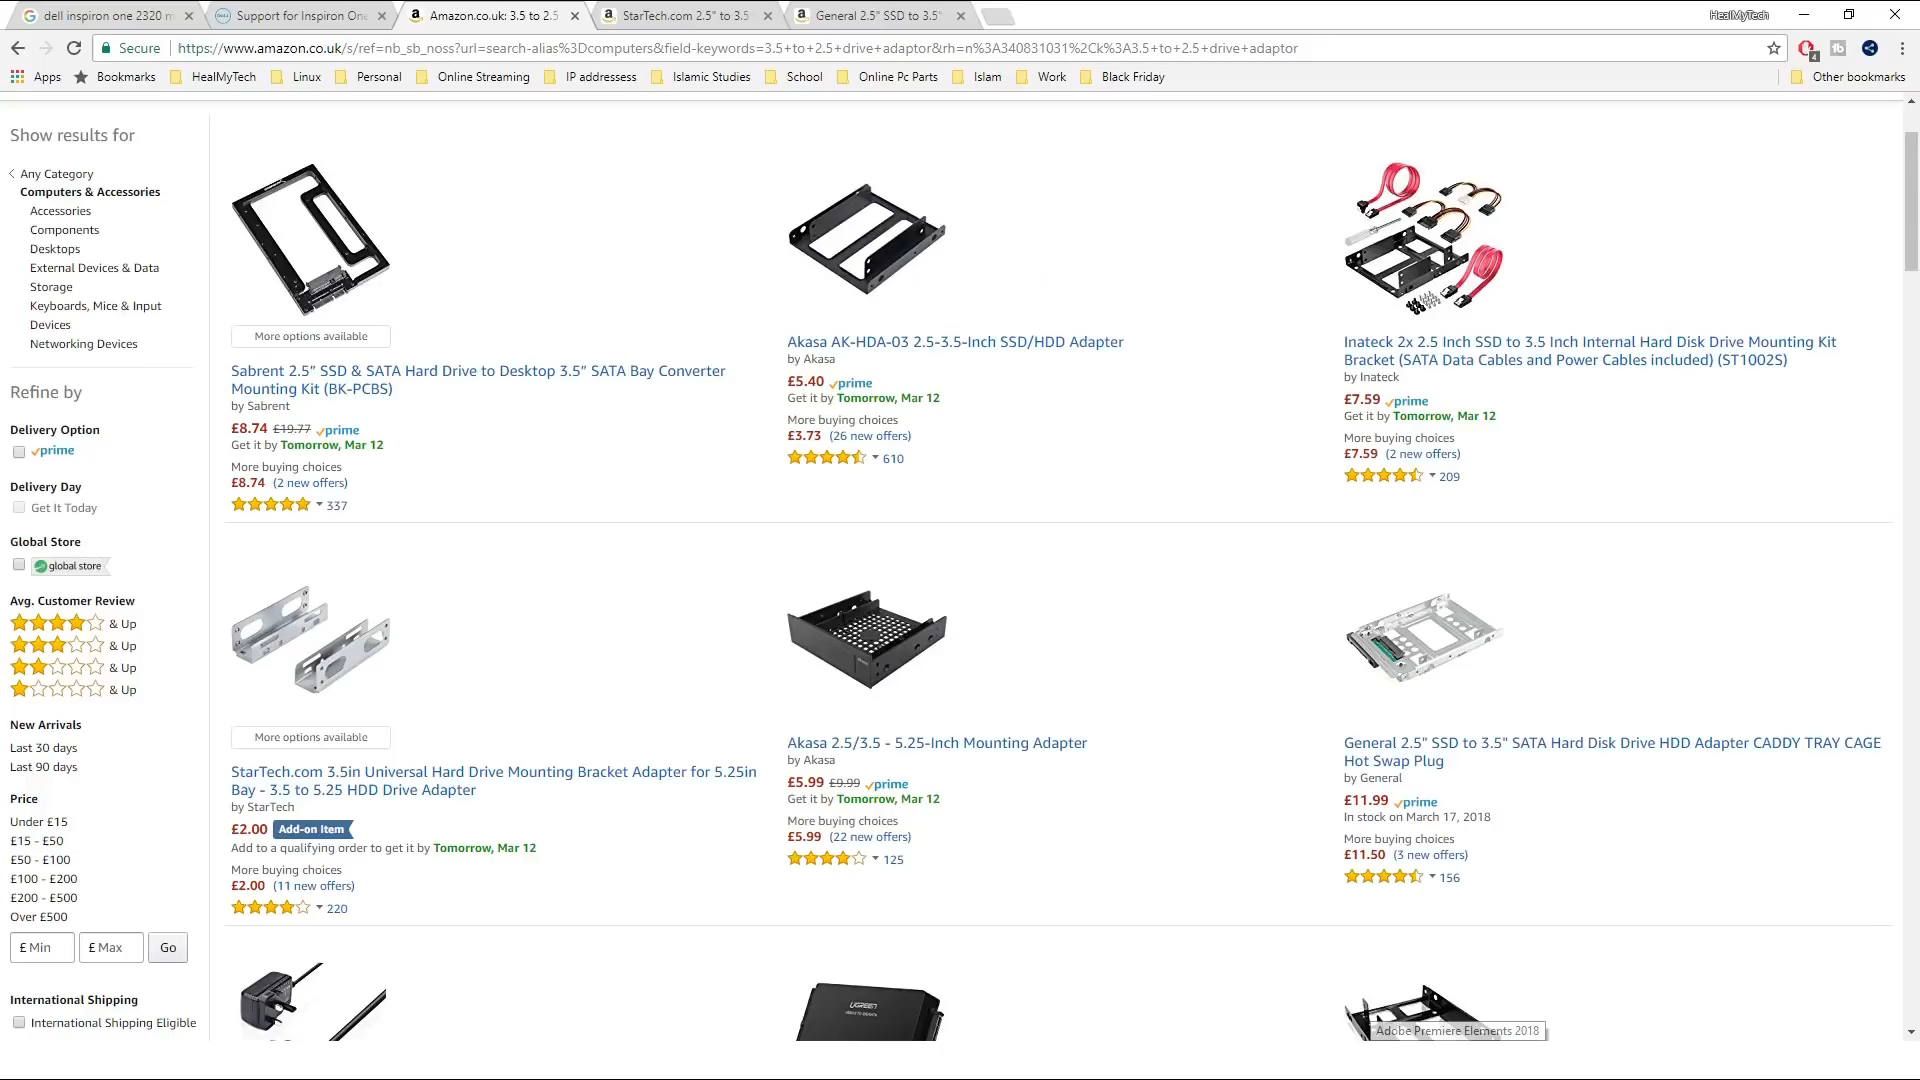 dell inspiron one 2320 m
Support for Inspiron One
Amazon.co.uk: 3.5 to 2.5
StarTech.com 2.5" to 3.5
General 2.5" SSD to 3.5"
HealMyTech
Secure
https://www.amazon.co.uk/s/ref=nb_sb_noss?url=search-alias%3Dcomputers&field-keywords=3.5+to+2.5+drive+adaptor&rh=n%3A340831031%2Ck%3A3.5+to+2.5+drive+adaptor
4
Apps
Bookmarks
HealMyTech
Linux
Personal
Online Streaming
IP addressess
Islamic Studies
School
Online Pc Parts
Islam
Work
Black Friday
Other bookmarks
Show results for
Any Category
Computers & Accessories
Accessories
Components
Desktops
External Devices & Data
Storage
Keyboards, Mice & Input
Devices
Networking Devices
Refine by
Delivery Option
prime
Delivery Day
Get It Today
Global Store
global store
Avg. Customer Review
& Up
& Up
& Up
& Up
New Arrivals
Last 30 days
Last 90 days
Price
Under £15
£15 - £50
£50 - £100
£100 - £200
£200 - £500
Over £500
£ Min
£ Max
Go
International Shipping
International Shipping Eligible
More options available
Sabrent 2.5” SSD & SATA Hard Drive to Desktop 3.5” SATA Bay Converter
Mounting Kit (BK-PCBS)
by Sabrent
£8.74 £19.77 prime
Get it by Tomorrow, Mar 12
More buying choices
£8.74 (2 new offers)
337
Akasa AK-HDA-03 2.5-3.5-Inch SSD/HDD Adapter
by Akasa
£5.40 prime
Get it by Tomorrow, Mar 12
More buying choices
£3.73 (26 new offers)
610
Inateck 2x 2.5 Inch SSD to 3.5 Inch Internal Hard Disk Drive Mounting Kit
Bracket (SATA Data Cables and Power Cables included) (ST1002S)
by Inateck
£7.59 prime
Get it by Tomorrow, Mar 12
More buying choices
£7.59 (2 new offers)
209
More options available
StarTech.com 3.5in Universal Hard Drive Mounting Bracket Adapter for 5.25in
Bay - 3.5 to 5.25 HDD Drive Adapter
by StarTech
£2.00 Add-on Item
Add to a qualifying order to get it by Tomorrow, Mar 12
More buying choices
£2.00 (11 new offers)
220
Akasa 2.5/3.5 - 5.25-Inch Mounting Adapter
by Akasa
£5.99 £9.99 prime
Get it by Tomorrow, Mar 12
More buying choices
£5.99 (22 new offers)
125
General 2.5" SSD to 3.5" SATA Hard Disk Drive HDD Adapter CADDY TRAY CAGE
Hot Swap Plug
by General
£11.99 prime
In stock on March 17, 2018
More buying choices
£11.50 (3 new offers)
156
UGREEN
Adobe Premiere Elements 2018